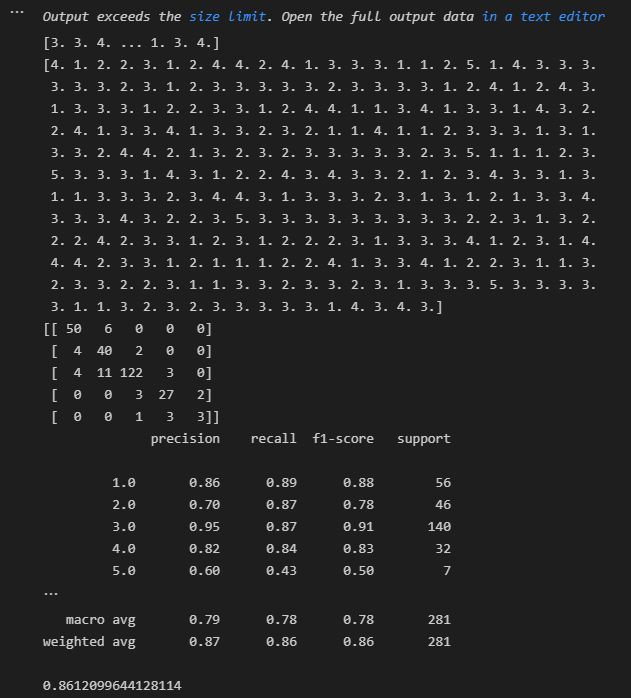 ... Output exceeds the size limit. Open the full output data in a text editor
[3. 3. 4. ... 1. 3. 4.]
[4. 1. 2. 2. 3. 1. 2. 4. 4. 2. 4. 1. 3. 3. 3. 1. 1. 2. 5. 1. 4. 3. 3. 3.
3. 3. 3. 2. 3. 1. 2. 3. 3. 3. 3. 3. 2. 3. 3. 3. 3. 3. 1. 2. 4. 1. 2. 4. 3.
1. 3. 3. 3. 1. 2. 2. 3. 3. 1. 2. 4. 4. 1. 1. 3. 4. 1. 3. 3. 1. 4. 3. 2.
2. 4. 1. 3. 3. 4. 1. 3. 3. 2. 3. 2. 1. 1. 4. 1. 1. 2. 3. 3. 3. 1. 3. 1.
3. 3. 2. 4. 4. 2. 1. 3. 2. 3. 2. 3. 3. 3. 3. 3. 2. 3. 5. 1. 1. 1. 2. 3.
5. 3. 3. 3. 1. 4. 3. 1. 2. 2. 4. 3. 4. 3. 3. 2. 1. 2. 3. 4. 3. 3. 1. 3.
1. 1. 3. 3. 3. 2. 3. 4. 4. 3. 1. 3. 3. 3. 2. 3. 1. 3. 1. 2. 1. 3. 3. 4.
3. 3. 3. 4. 3. 2. 2. 3. 5. 3. 3. 3. 3. 3. 3. 3. 3. 3. 2. 2. 3. 1. 3. 2.
2. 2. 4. 2. 3. 3. 1. 2. 3. 1. 2. 2. 2. 3. 1. 3. 3. 3. 4. 1. 2. 3. 1. 4.
4. 4. 2. 3. 3. 1. 2. 1. 1. 1. 2. 2. 4. 1. 3. 3. 4. 1. 2. 2. 3. 1. 1. 3.
2. 3. 3. 2. 2. 3. 1. 2. 3. 3. 2. 3. 3. 2. 3. 1. 3. 3. 3. 5. 3. 3. 3. 3.
3. 1. 1. 3. 2. 3. 2. 3. 3. 3. 3. 3. 1. 4. 3. 4. 3.]
[[ 50 6 0 0 0]
[ 4 40 2 0 0]
[ 4 11 122 3 0]
[ 0 0 3 27 2]
[ 0 0 1 3 3]]
precision recall f1-score support
1.0 0.86 0.89 0.88 56
2.0 0.70 0.87 0.78 46
3.0 0.95 0.87 0.91 140
4.0 0.82 0.84 0.83 32
5.0 0.60 0.43 0.50 7
...
macro avg 0.79 0.78 0.78 281
weighted avg 0.87 0.86 0.86 281
0.8612099644128114